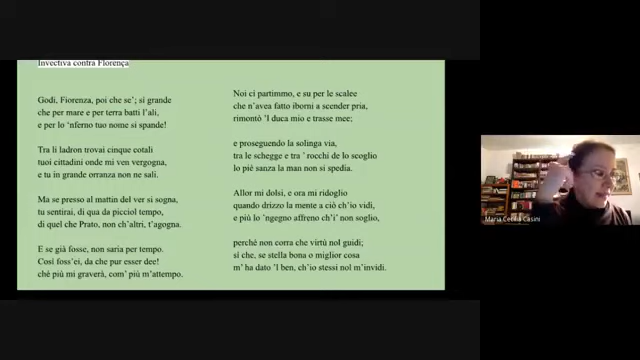 Invectiva contra Florença
Godi, Fiorenza, poi che se'; sì grande
che per mare e per terra batti l'ali,
e per lo 'nferno tuo nome si spande!
Tra li ladron trovai cinque cotali
tuoi cittadini onde mi ven vergogna,
e tu in grande orranza non ne sali.
Ma se presso al mattin del ver si sogna,
tu sentirai, di qua da picciol tempo,
di quel che Prato, non ch'altri, t'agogna.
E se già fosse, non saria per tempo.
Così foss'ei, da che pur esser dee!
ché più mi graverà, com' più m'attempo.
Noi ci partimmo, e su per le scalee
che n'avea fatto iborni a scender pria,
rimontò 'l duca mio e trasse mee;
e proseguendo la solinga via,
tra le schegge e tra ' rocchi de lo scoglio
lo piè sanza la man non si spedia.
Allor mi dolsi, e ora mi ridoglio
quando drizzo la mente a ciò ch'io vidi,
e più lo 'ngegno affreno ch'i' non soglio,
perché non corra che virtù nol guidi;
sì che, se stella bona o miglior cosa
m' ha dato 'l ben, ch'io stessi nol m'invidi.
Maria Cecilia Casini